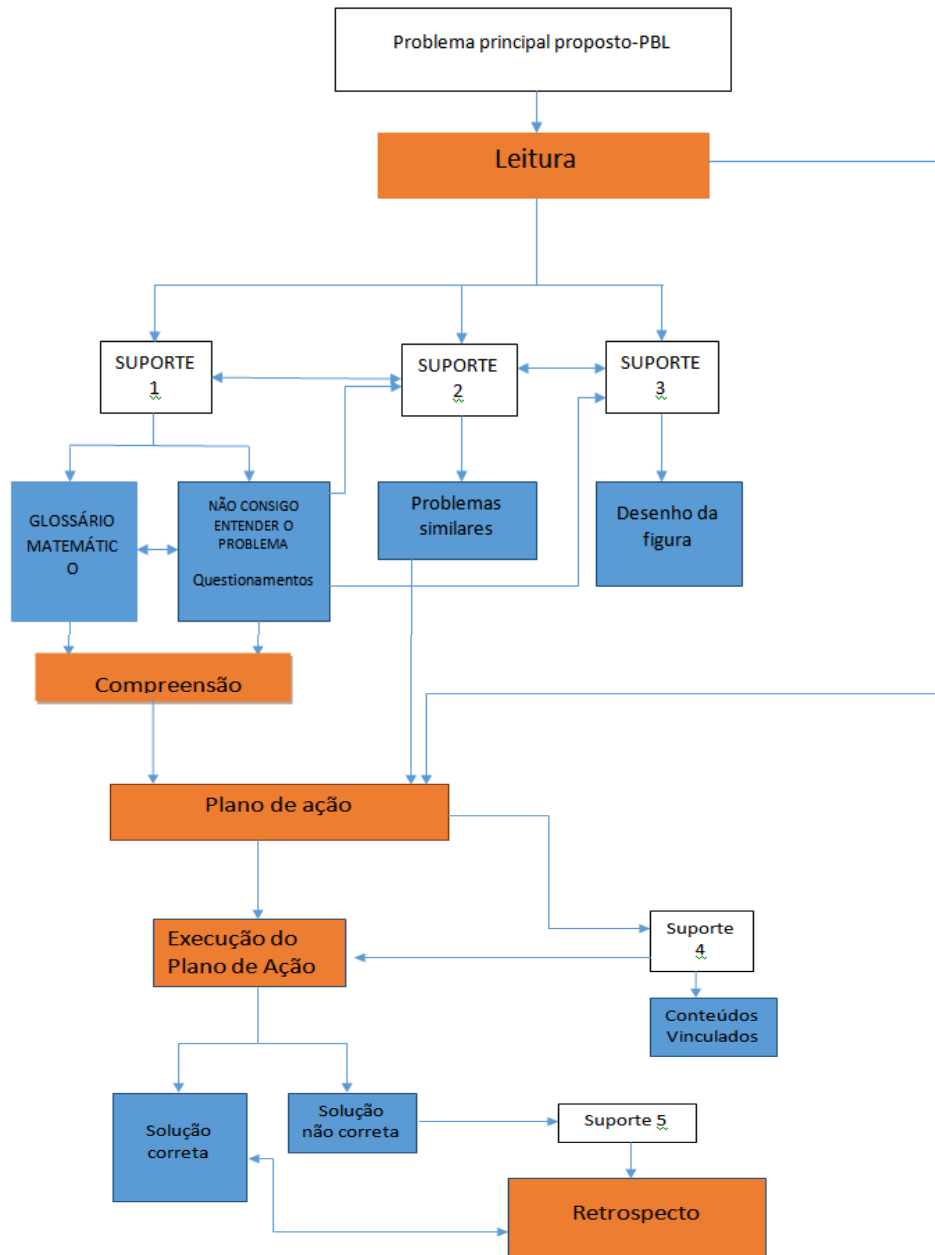 Problema principal proposto-PBL
Leitura
SUPORTE
1
SUPORTE
2
SUPORTE
3
GLOSSÁRIO
MATEMÁTIC
O
NÃO CONSIGO
ENTENDER O
PROBLEMA
Questionamentos
Problemas
similares
Desenho da
figura
Compreensão
Plano de ação
Execução do
Plano de Ação
Suporte
4
Conteúdos
Vinculados
Solução
correta
Solução
não correta
Suporte 5
Retrospecto